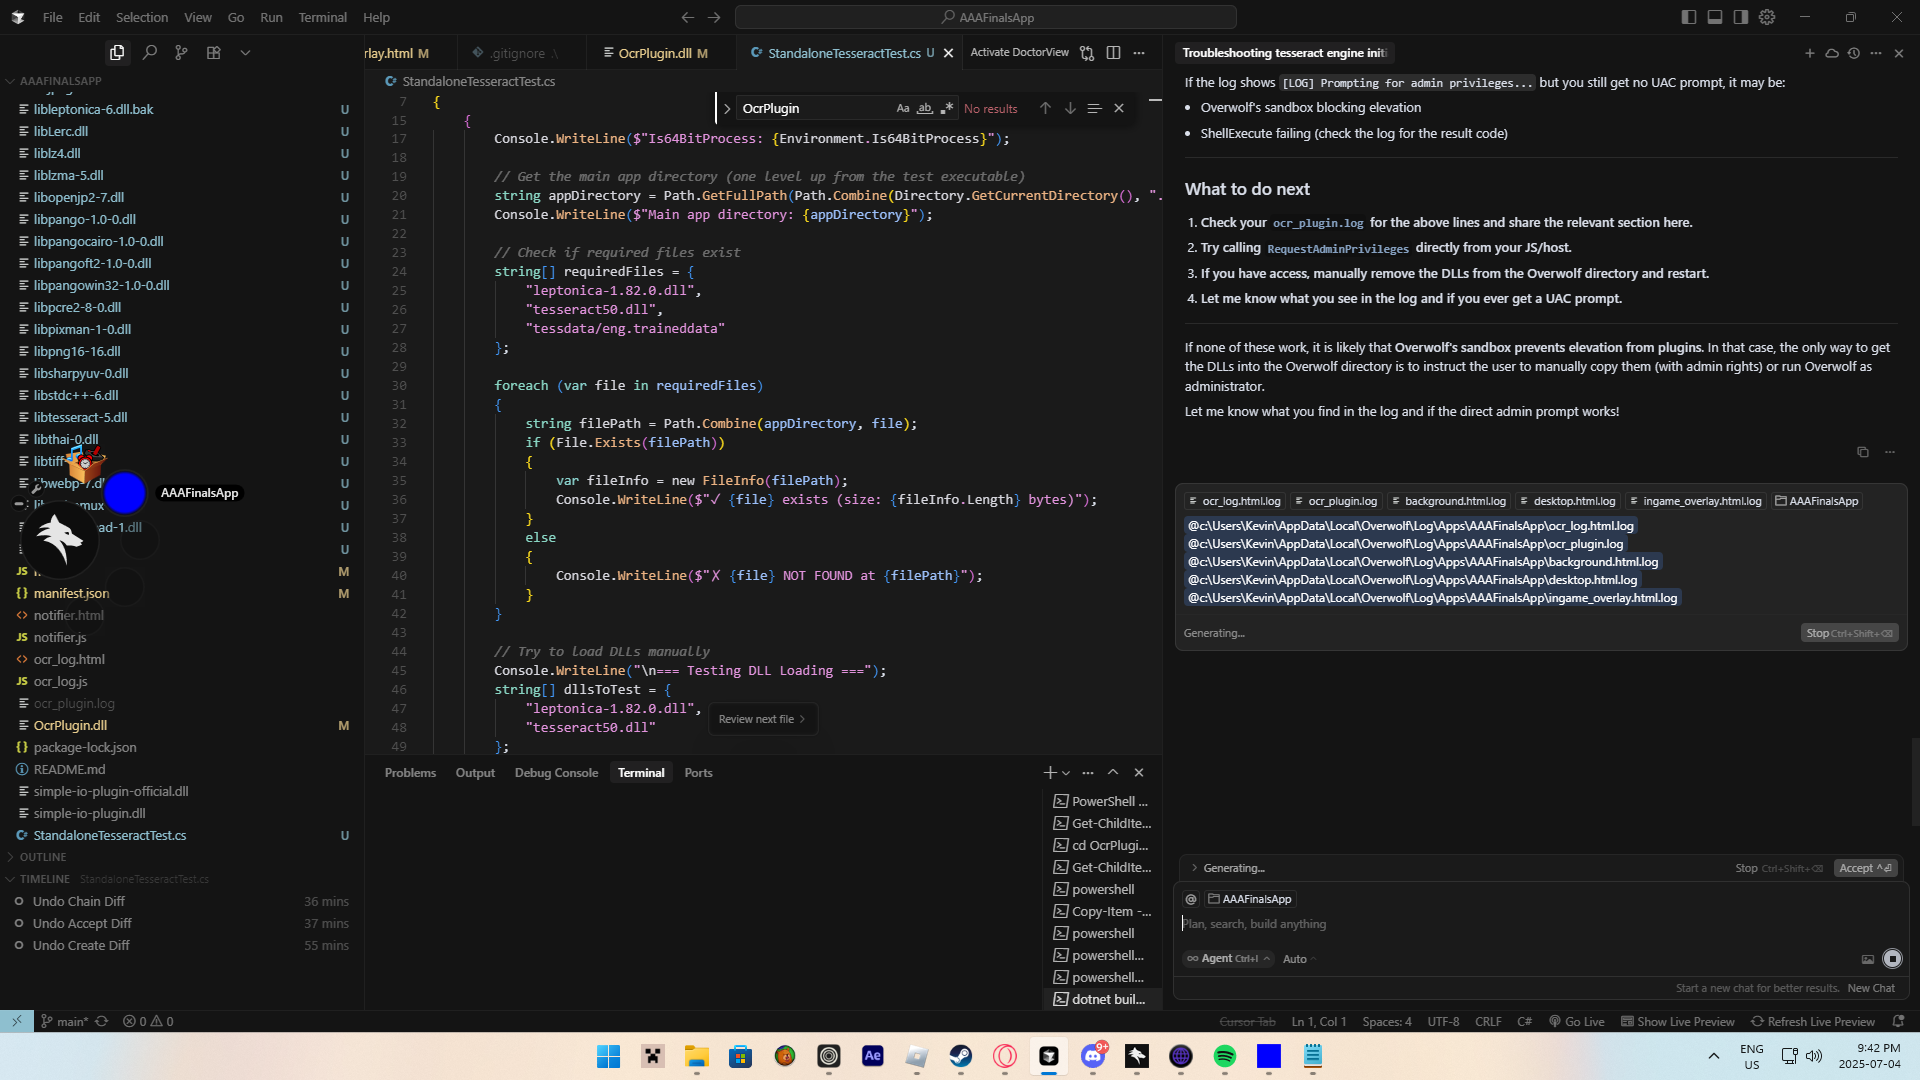 File Edit Selection View Go Run Terminal Help
AAAFinalsApp
AAAFINALSAPP
libleptonica-6.dll.bak U
libLerc.dll U
liblz4.dll U
liblzma-5.dll U
libopenjp2-7.dll U
libpango-1.0-0.dll U
libpangocairo-1.0-0.dll U
libpangoft2-1.0-0.dll U
libpangowin32-1.0-0.dll U
libpcre2-8-0.dll U
libpixman-1-0.dll U
libpng16-16.dll U
libsharpyuv-0.dll U
libstdc++-6.dll U
libtesseract-5.dll U
libthai-0.dll U
libtiff U
libwebp-7.dll U
mux U
ad-1.dll U
U
JS M
{} manifest.json M
<> notifier.html
JS notifier.js
<> ocr_log.html
JS ocr_log.js
ocr_plugin.log
OcrPlugin.dll M
{} package-lock.json
README.md
simple-io-plugin-official.dll
simple-io-plugin.dll
StandaloneTesseractTest.cs U
AAAFinalsApp
OUTLINE
TIMELINE StandaloneTesseractTest.cs
Undo Chain Diff 36 mins
Undo Accept Diff 37 mins
Undo Create Diff 55 mins
rlay.html M
.gitignore
OcrPlugin.dll M
StandaloneTesseractTest.cs U
Activate DoctorView
StandaloneTesseractTest.cs
OcrPlugin Aa ab .* No results
7 {
15 {
17 Console.WriteLine($"Is64BitProcess: {Environment.Is64BitProcess}");
18
19 // Get the main app directory (one level up from the test executable)
20 string appDirectory = Path.GetFullPath(Path.Combine(Directory.GetCurrentDirectory(), ".
21 Console.WriteLine($"Main app directory: {appDirectory}");
22
23 // Check if required files exist
24 string[] requiredFiles = {
25 "leptonica-1.82.0.dll",
26 "tesseract50.dll",
27 "tessdata/eng.traineddata"
28 };
29
30 foreach (var file in requiredFiles)
31 {
32 string filePath = Path.Combine(appDirectory, file);
33 if (File.Exists(filePath))
34 {
35 var fileInfo = new FileInfo(filePath);
36 Console.WriteLine($"✓ {file} exists (size: {fileInfo.Length} bytes)");
37 }
38 else
39 {
40 Console.WriteLine($"✗ {file} NOT FOUND at {filePath}");
41 }
42 }
43
44 // Try to load DLLs manually
45 Console.WriteLine("\n=== Testing DLL Loading ===");
46 string[] dllsToTest = {
47 "leptonica-1.82.0.dll",
48 "tesseract50.dll"
49 };
Review next file
Problems Output Debug Console Terminal Ports
PowerShell ...
Get-ChildIte...
cd OcrPlugi...
Get-ChildIte...
powershell
Copy-Item -...
powershell
powershell...
powershell...
dotnet buil...
Troubleshooting tesseract engine initi
If the log shows [LOG] Prompting for admin privileges... but you still get no UAC prompt, it may be:
• Overwolf's sandbox blocking elevation
• ShellExecute failing (check the log for the result code)
What to do next
1. Check your ocr_plugin.log for the above lines and share the relevant section here.
2. Try calling RequestAdminPrivileges directly from your JS/host.
3. If you have access, manually remove the DLLs from the Overwolf directory and restart.
4. Let me know what you see in the log and if you ever get a UAC prompt.
If none of these work, it is likely that Overwolf's sandbox prevents elevation from plugins. In that case, the only way to get
the DLLs into the Overwolf directory is to instruct the user to manually copy them (with admin rights) or run Overwolf as
administrator.
Let me know what you find in the log and if the direct admin prompt works!
ocr_log.html.log ocr_plugin.log background.html.log desktop.html.log ingame_overlay.html.log AAAFinalsApp
@c:\Users\Kevin\AppData\Local\Overwolf\Log\Apps\AAAFinalsApp\ocr_log.html.log
@c:\Users\Kevin\AppData\Local\Overwolf\Log\Apps\AAAFinalsApp\ocr_plugin.log
@c:\Users\Kevin\AppData\Local\Overwolf\Log\Apps\AAAFinalsApp\background.html.log
@c:\Users\Kevin\AppData\Local\Overwolf\Log\Apps\AAAFinalsApp\desktop.html.log
@c:\Users\Kevin\AppData\Local\Overwolf\Log\Apps\AAAFinalsApp\ingame_overlay.html.log
Generating... Stop Ctrl+Shift+⌫
Generating... Stop Ctrl+Shift+⌫ Accept ^⏎
@ AAAFinalsApp
Plan, search, build anything
∞ Agent Ctrl+I Auto
Start a new chat for better results. New Chat
main* 0 0
Cursor Tab Ln 1, Col 1 Spaces: 4 UTF-8 CRLF C# Go Live Show Live Preview Refresh Live Preview
Ae
9+
ENG
US
9:42 PM
2025-07-04